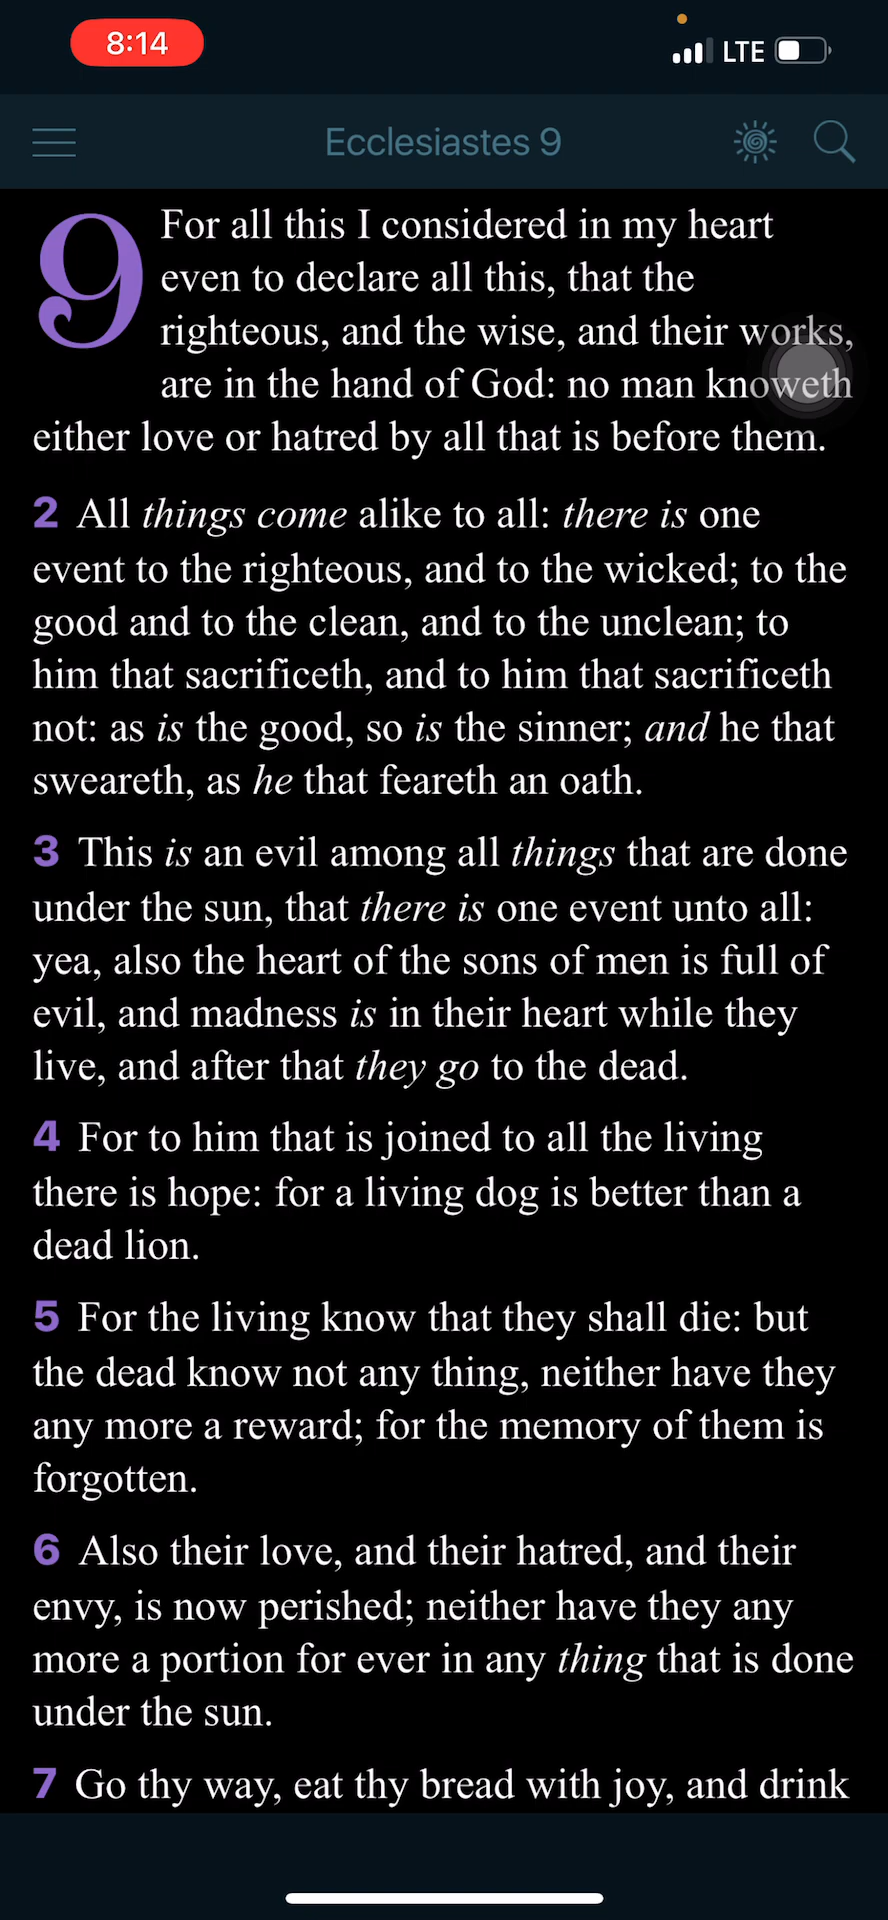 8:14
LTE
Ecclesiastes 9
9 For all this I considered in my heart
even to declare all this, that the
righteous, and the wise, and their works,
are in the hand of God: no man knoweth
either love or hatred by all that is before them.
2 All things come alike to all: there is one
event to the righteous, and to the wicked; to the
good and to the clean, and to the unclean; to
him that sacrificeth, and to him that sacrificeth
not: as is the good, so is the sinner; and he that
sweareth, as he that feareth an oath.
3 This is an evil among all things that are done
under the sun, that there is one event unto all:
yea, also the heart of the sons of men is full of
evil, and madness is in their heart while they
live, and after that they go to the dead.
4 For to him that is joined to all the living
there is hope: for a living dog is better than a
dead lion.
5 For the living know that they shall die: but
the dead know not any thing, neither have they
any more a reward; for the memory of them is
forgotten.
6 Also their love, and their hatred, and their
envy, is now perished; neither have they any
more a portion for ever in any thing that is done
under the sun.
7 Go thy way, eat thy bread with joy, and drink